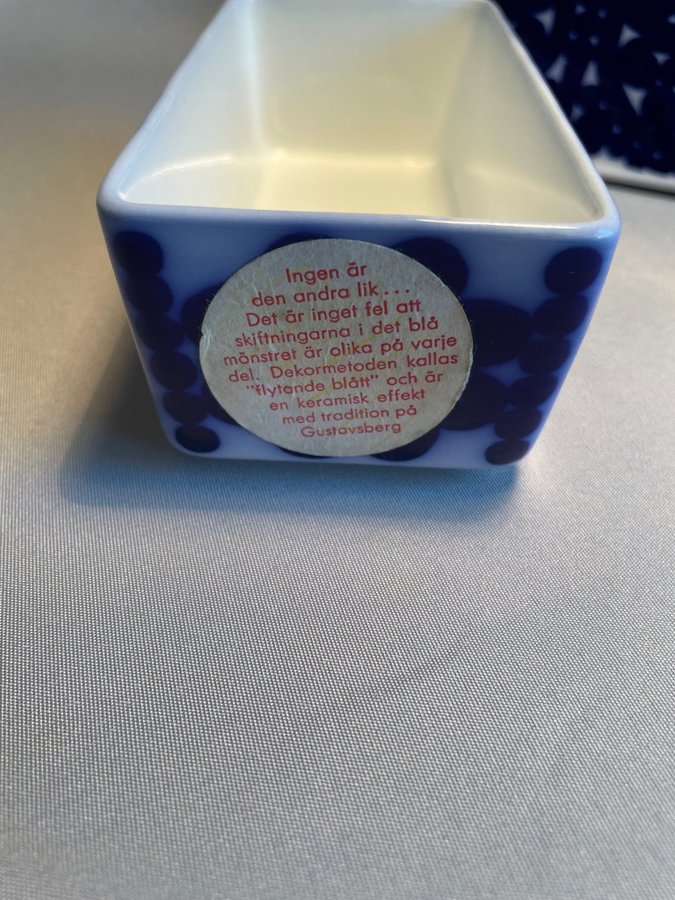 Ingen är
den andra lik...
Det är inget fel att
skiftningarna i det blå
mönstret är olika på varje
del. Dekormetoden kallas
"flytande blått" och är
en keramisk effekt
med tradition på
Gustavsberg